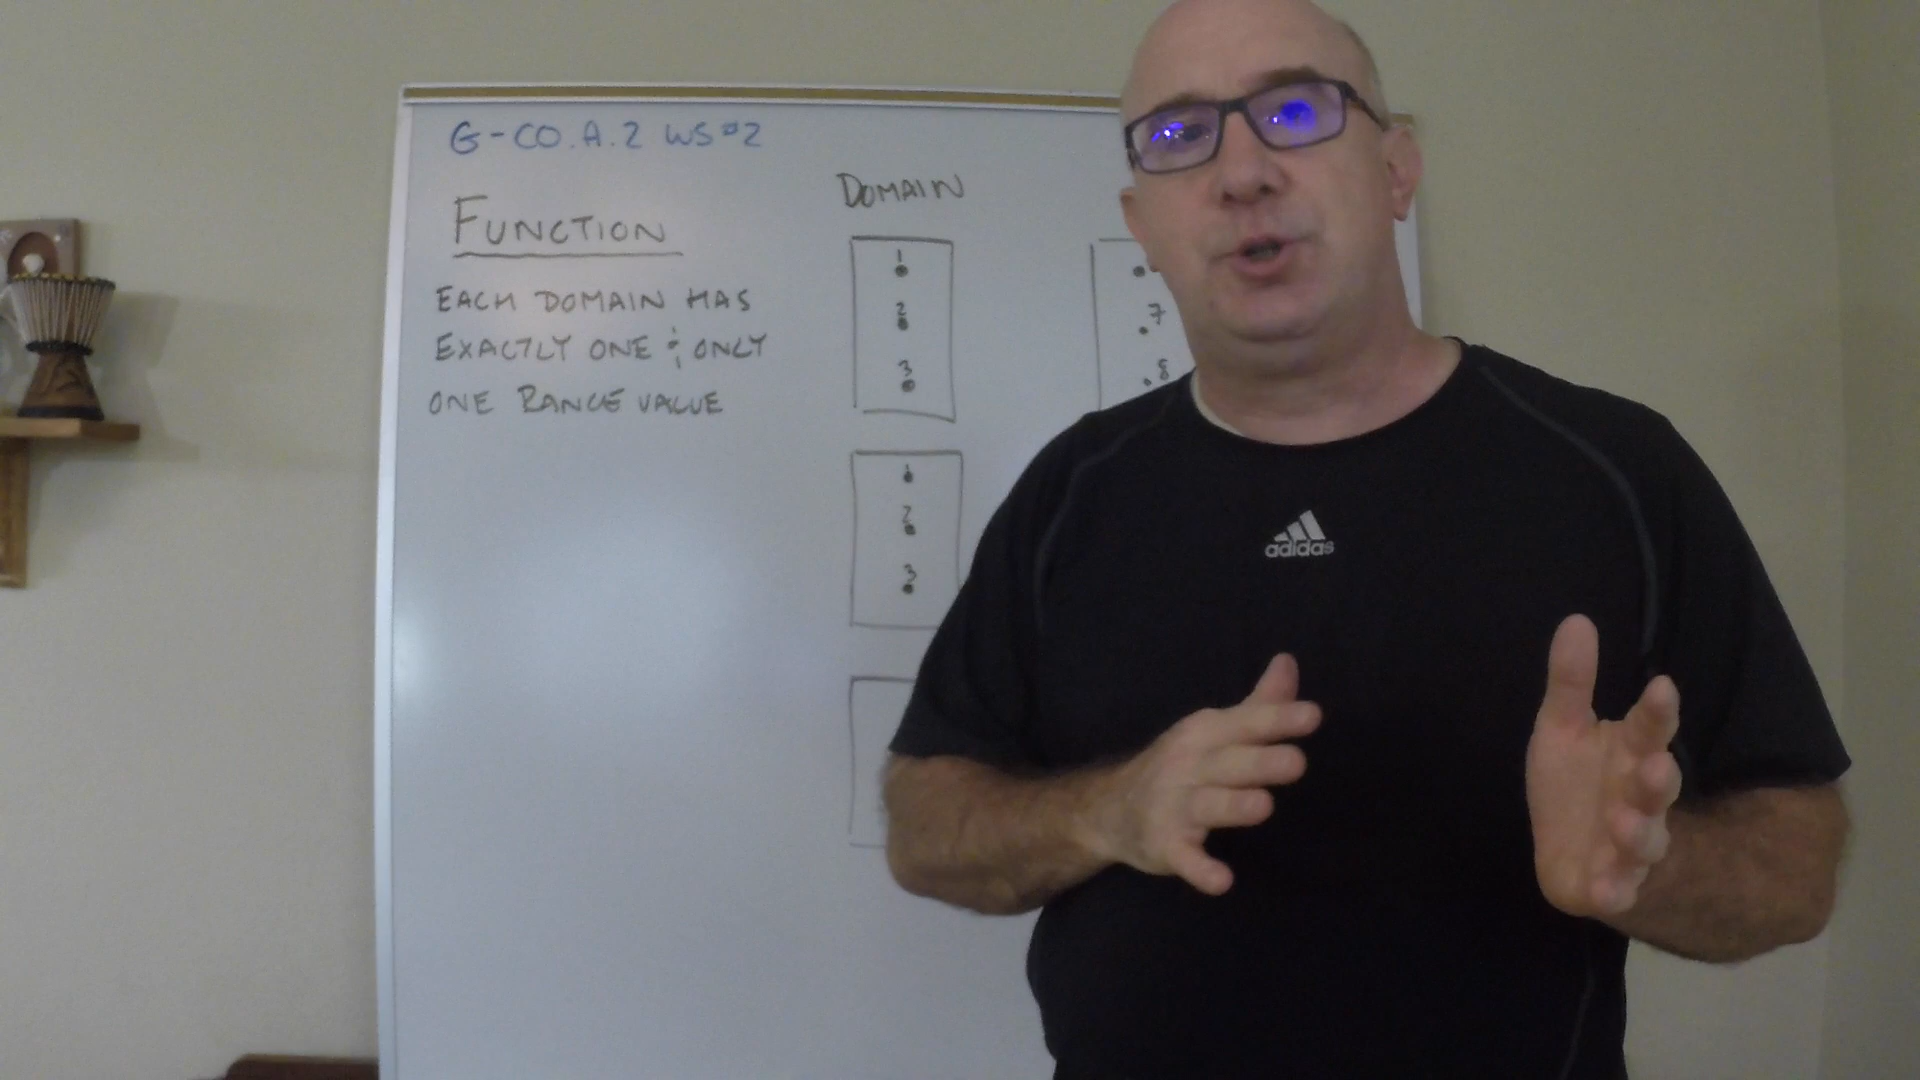 G-CO.A.2 WS#2
FUNCTION
EACH DOMAIN HAS
EXACTLY ONE & ONLY
ONE RANGE VALUE
DOMAIN
1
2
3
7
8
1
2
3
adidas